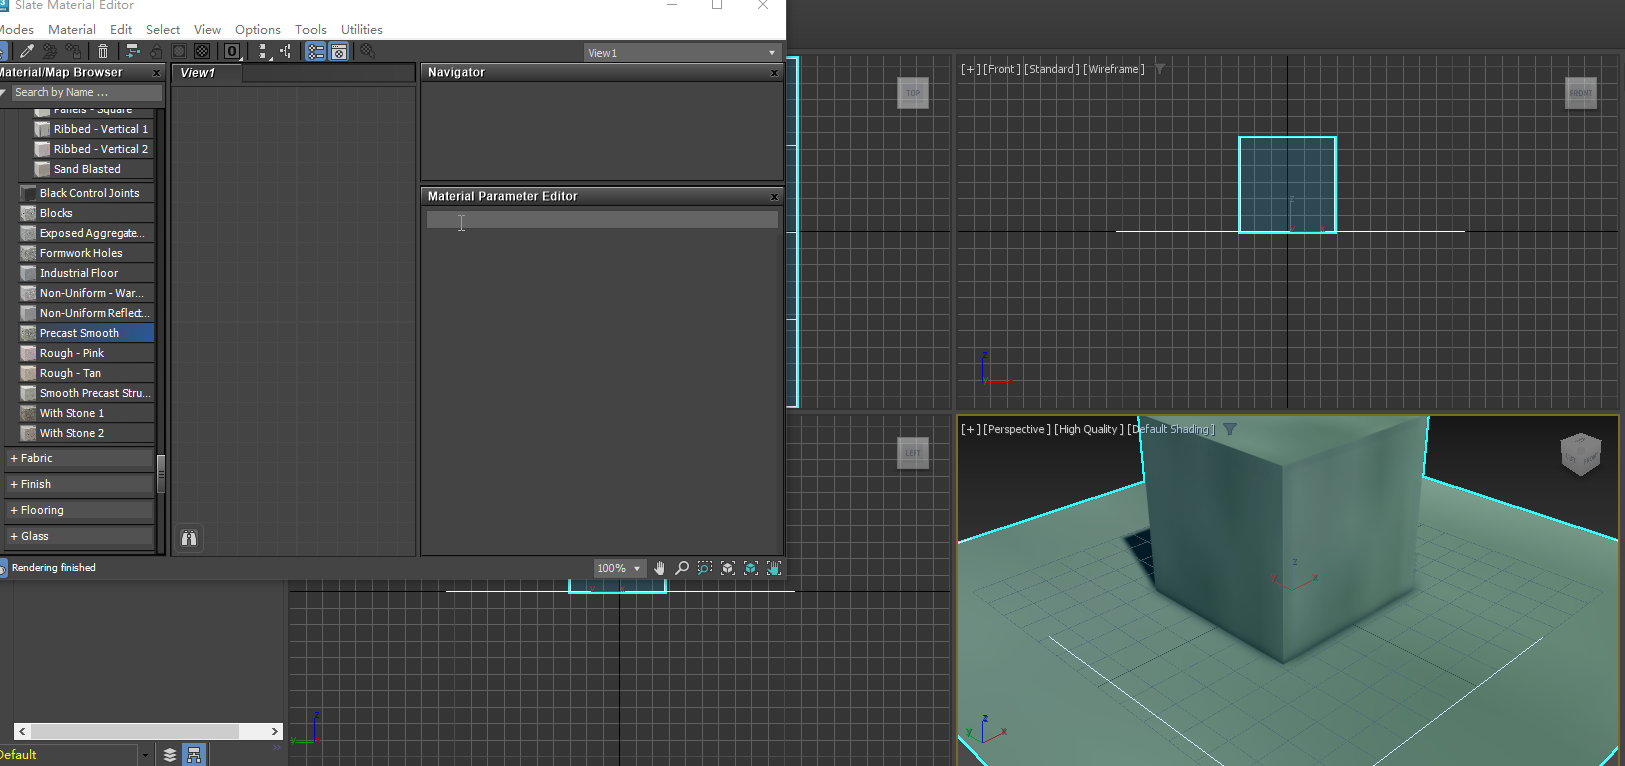 Slate Material Editor
Modes Material Edit Select View Options Tools Utilities
0
View1
Material/Map Browser x
View1
Navigator x
Search by Name ...
Panels - Square
Ribbed - Vertical 1
Ribbed - Vertical 2
Sand Blasted
Black Control Joints
Blocks
Exposed Aggregate...
Formwork Holes
Industrial Floor
Non-Uniform - War...
Non-Uniform Reflect...
Precast Smooth
Rough - Pink
Rough - Tan
Smooth Precast Stru...
With Stone 1
With Stone 2
+ Fabric
+ Finish
+ Flooring
+ Glass
Material Parameter Editor x
Rendering finished
100%
Default
TOP
[+] [Front] [Standard] [Wireframe]
FRONT
z
z
x
LEFT
z
y
[+] [Perspective] [High Quality] [Default Shading]
TOP
LEFT
FRONT
z
y
x
z
y
x